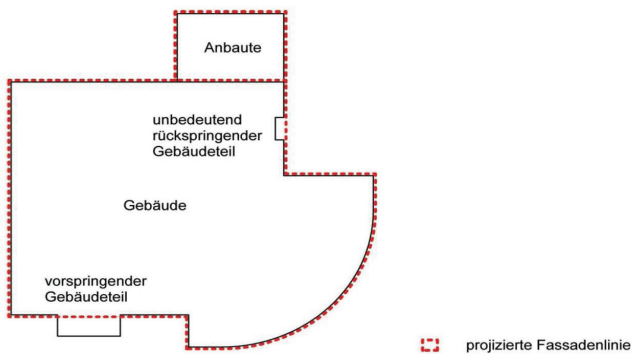 Anbaute
unbedeutend
rückspringender
Gebäudeteil
Gebäude
vorspringender
Gebäudeteil
projizierte Fassadenlinie